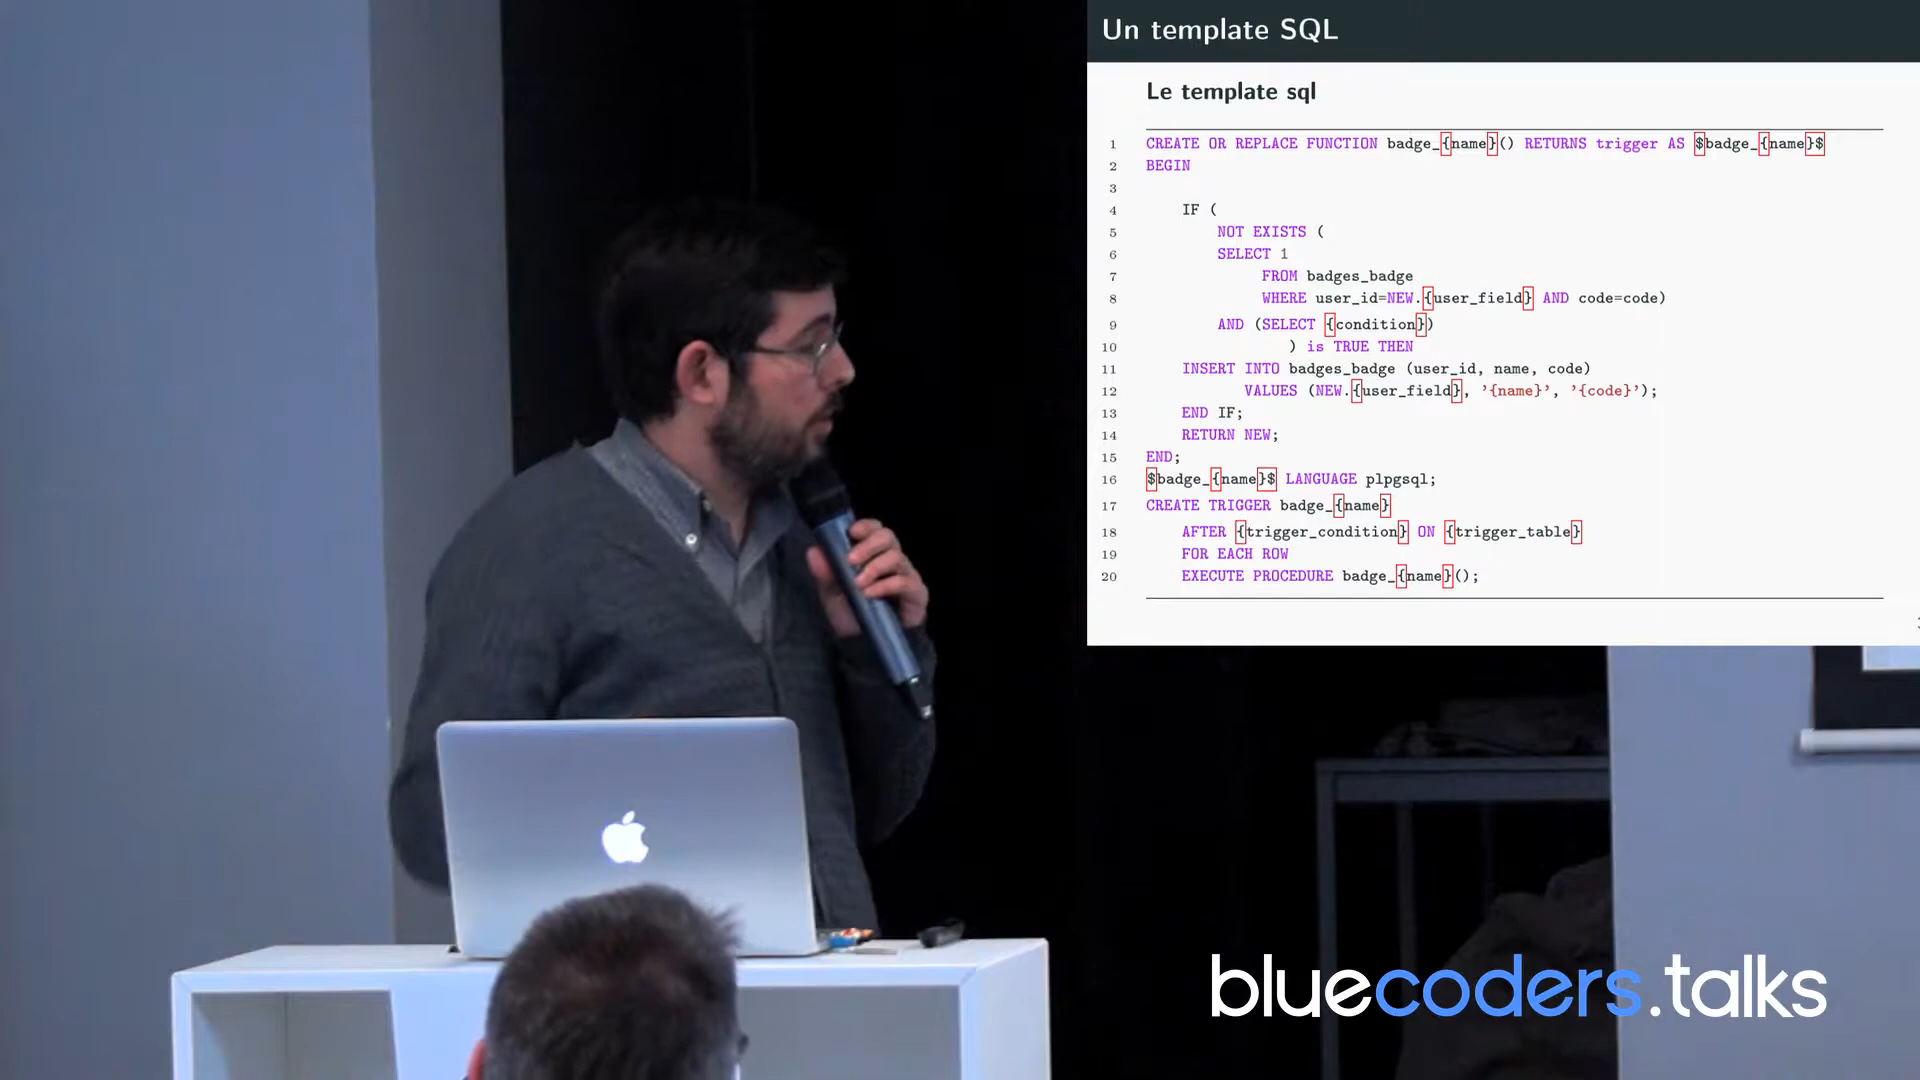 Un template SQL
Le template sql
1 CREATE OR REPLACE FUNCTION badge_{name}() RETURNS trigger AS $badge_{name}$
2 BEGIN
3
4 IF (
5 NOT EXISTS (
6 SELECT 1
7 FROM badges_badge
8 WHERE user_id=NEW.{user_field} AND code=code)
9 AND (SELECT {condition})
10 ) is TRUE THEN
11 INSERT INTO badges_badge (user_id, name, code)
12 VALUES (NEW.{user_field}, '{name}', '{code}');
13 END IF;
14 RETURN NEW;
15 END;
16 $badge_{name}$ LANGUAGE plpgsql;
17 CREATE TRIGGER badge_{name}
18 AFTER {trigger_condition} ON {trigger_table}
19 FOR EACH ROW
20 EXECUTE PROCEDURE badge_{name}();
bluecoders.talks